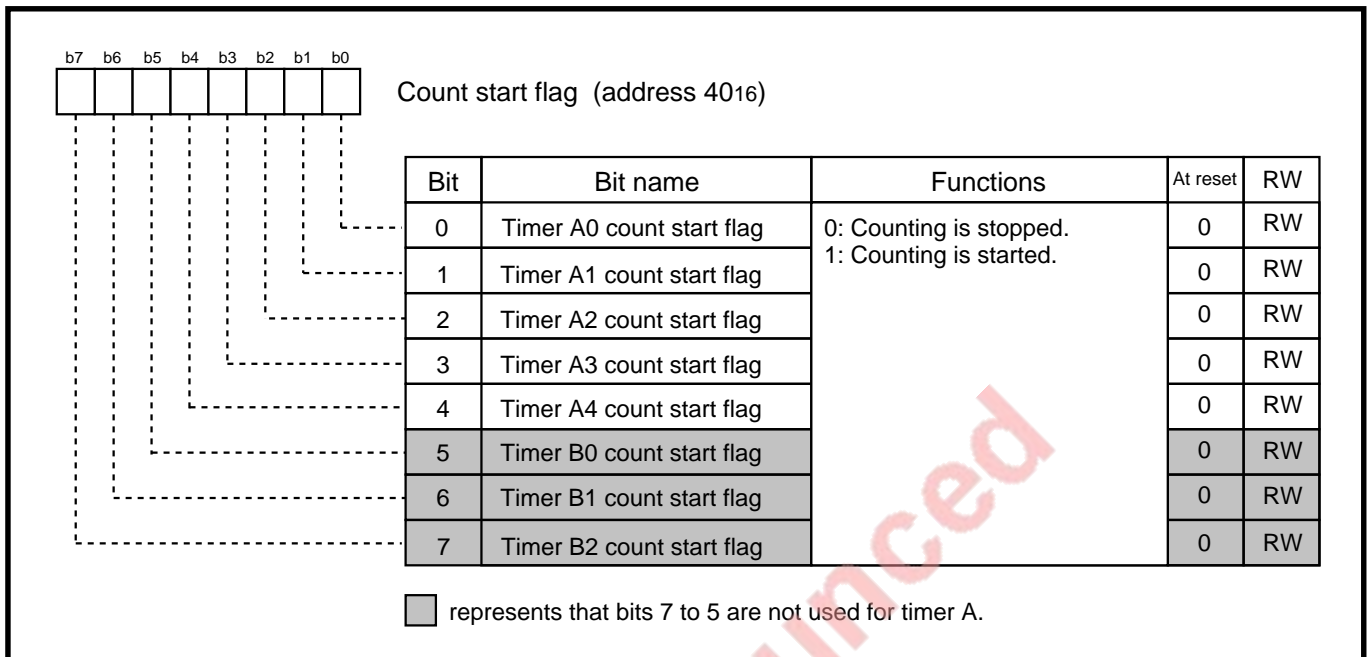 b7 b6 b5 b4 b3 b2 b1 b0
Count start flag (address 4016)
Bit Bit name Functions At reset RW
0 Timer A0 count start flag 0: Counting is stopped. 0 RW
1 Timer A1 count start flag 1: Counting is started. 0 RW
2 Timer A2 count start flag 0 RW
3 Timer A3 count start flag 0 RW
4 Timer A4 count start flag 0 RW
5 Timer B0 count start flag 0 RW
6 Timer B1 count start flag 0 RW
7 Timer B2 count start flag 0 RW
represents that bits 7 to 5 are not used for timer A.